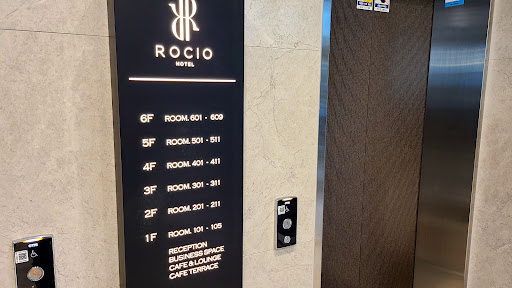 ROCIO
HOTEL
6F ROOM. 601 - 609
5F ROOM. 501 - 511
4F ROOM. 401 - 411
3F ROOM. 301 - 311
2F ROOM. 201 - 211
1F ROOM. 101 - 105
RECEPTION
BUSINESS SPACE
CAFE & LOUNGE
CAFE TERRACE